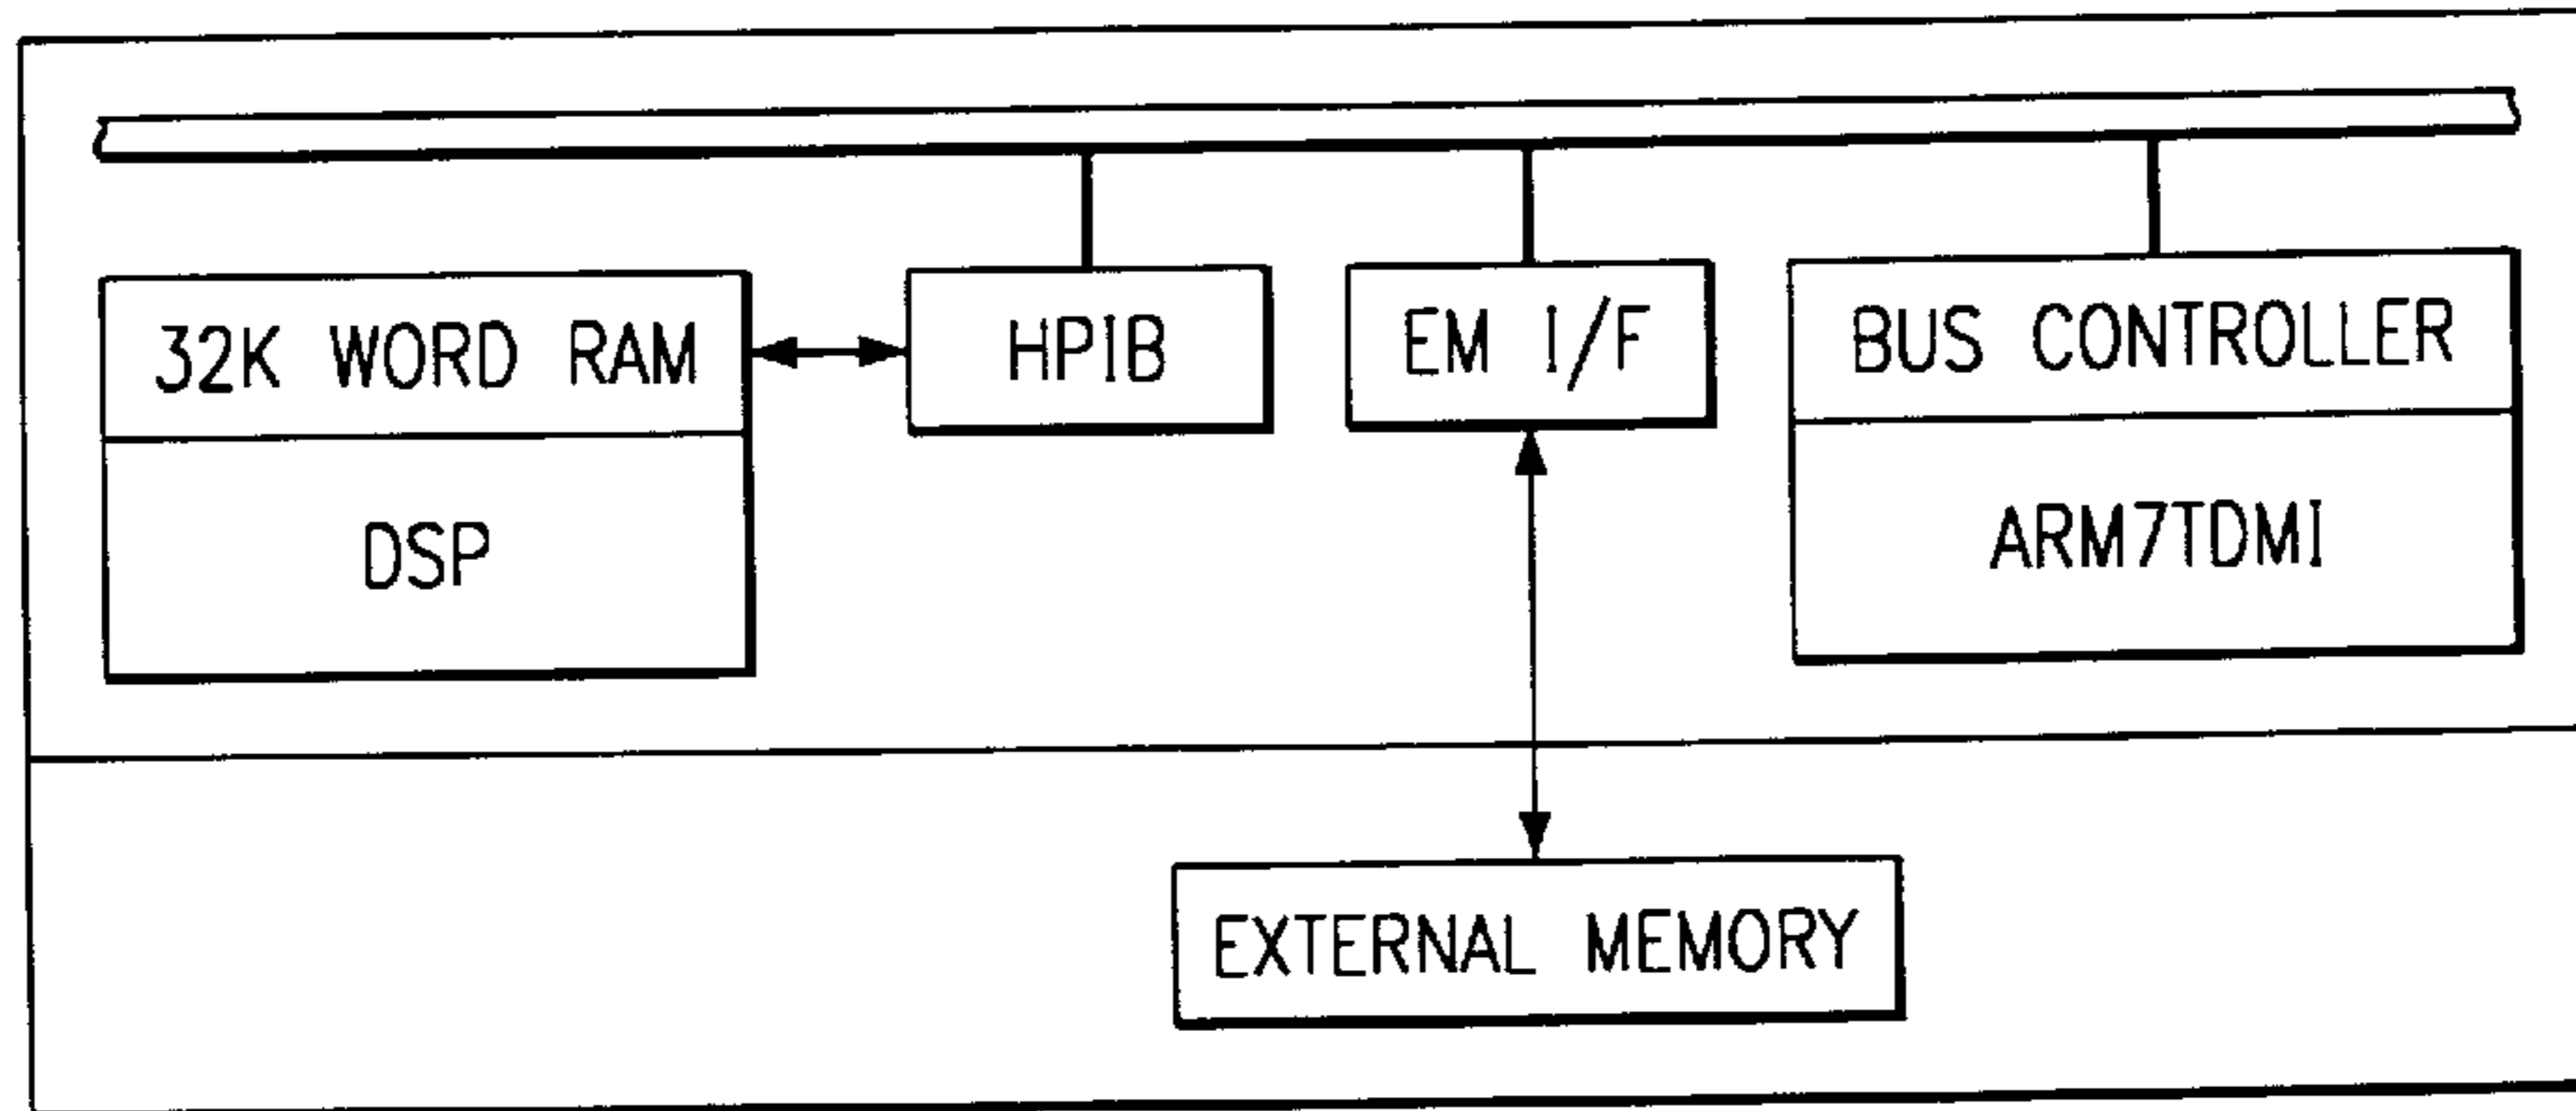 32K WORD RAM
HPIB
EM I/F
BUS CONTROLLER
DSP
ARM7TDMI
EXTERNAL MEMORY